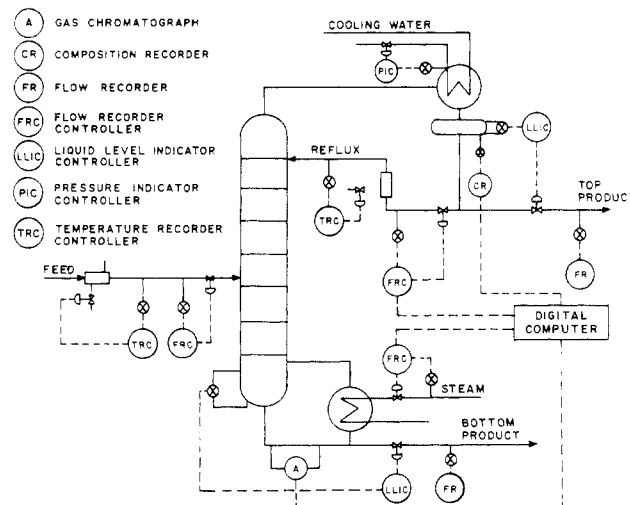 A GAS CHROMATOGRAPH
CR COMPOSITION RECORDER
FR FLOW RECORDER
FRC FLOW RECORDER
CONTROLLER
LLIC LIQUID LEVEL INDICATOR
CONTROLLER
PIC PRESSURE INDICATOR
CONTROLLER
TRC TEMPERATURE RECORDER
CONTROLLER
COOLING WATER
PIC
LLIC
REFLUX
CR
TRC
TOP
PRODUCT
FRC
FR
FEED
TRC
FRC
DIGITAL
COMPUTER
FRC
STEAM
BOTTOM
PRODUCT
A
LLIC
FR